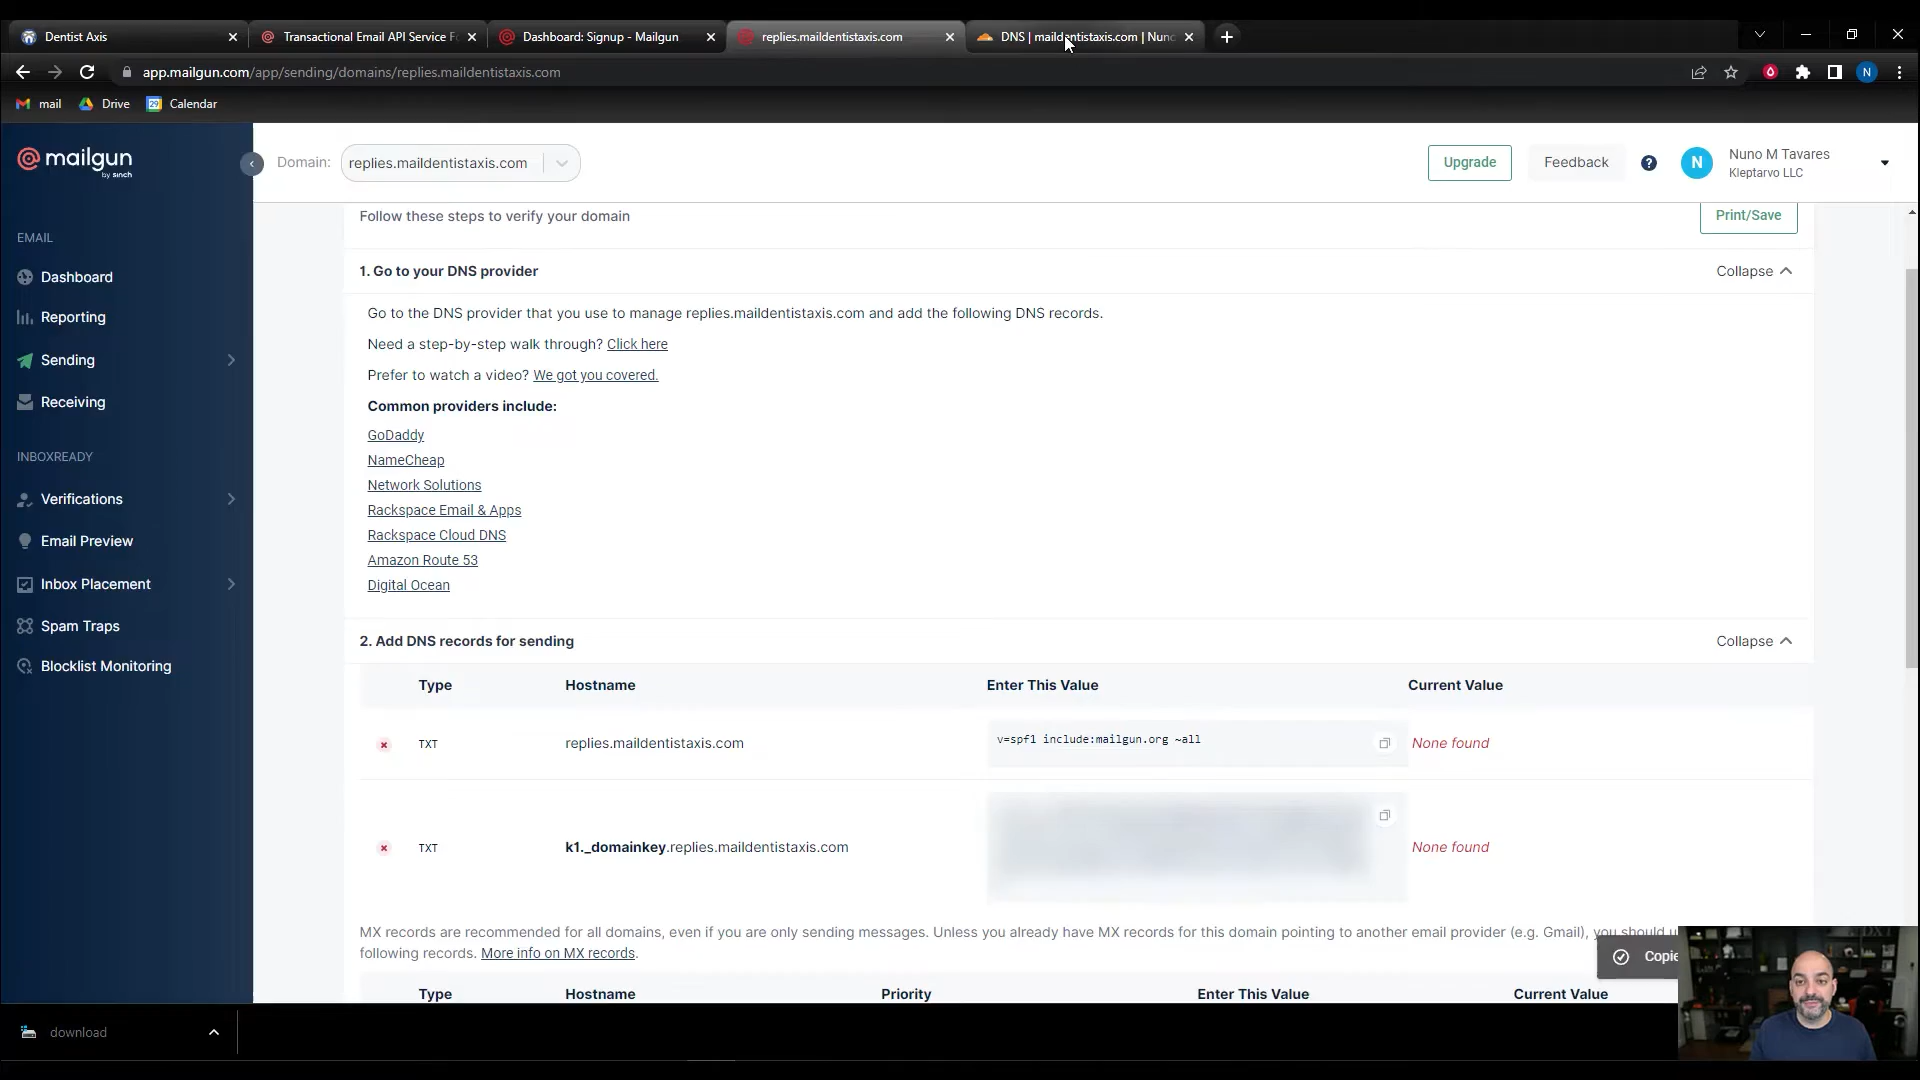 Dentist Axis
Transactional Email API Service F
Dashboard: Signup - Mailgun
replies.maildentistaxis.com
DNS | maildentistaxis.com | Nuno
app.mailgun.com/app/sending/domains/replies.maildentistaxis.com
N
mail
Drive
29
Calendar
mailgun
by sinch
Domain:
replies.maildentistaxis.com
Upgrade
Feedback
?
N
Nuno M Tavares
Kleptarvo LLC
EMAIL
Dashboard
Reporting
Sending
Receiving
INBOXREADY
Verifications
Email Preview
Inbox Placement
Spam Traps
Blocklist Monitoring
Follow these steps to verify your domain
Print/Save
1. Go to your DNS provider
Collapse
Go to the DNS provider that you use to manage replies.maildentistaxis.com and add the following DNS records.
Need a step-by-step walk through? Click here
Prefer to watch a video? We got you covered.
Common providers include:
GoDaddy
NameCheap
Network Solutions
Rackspace Email & Apps
Rackspace Cloud DNS
Amazon Route 53
Digital Ocean
2. Add DNS records for sending
Collapse
Type Hostname Enter This Value Current Value
TXT replies.maildentistaxis.com v=spf1 include:mailgun.org ~all None found
TXT k1._domainkey.replies.maildentistaxis.com None found
MX records are recommended for all domains, even if you are only sending messages. Unless you already have MX records for this domain pointing to another email provider (e.g. Gmail), you should u
following records. More info on MX records.
Copie
Type Hostname Priority Enter This Value Current Value
download